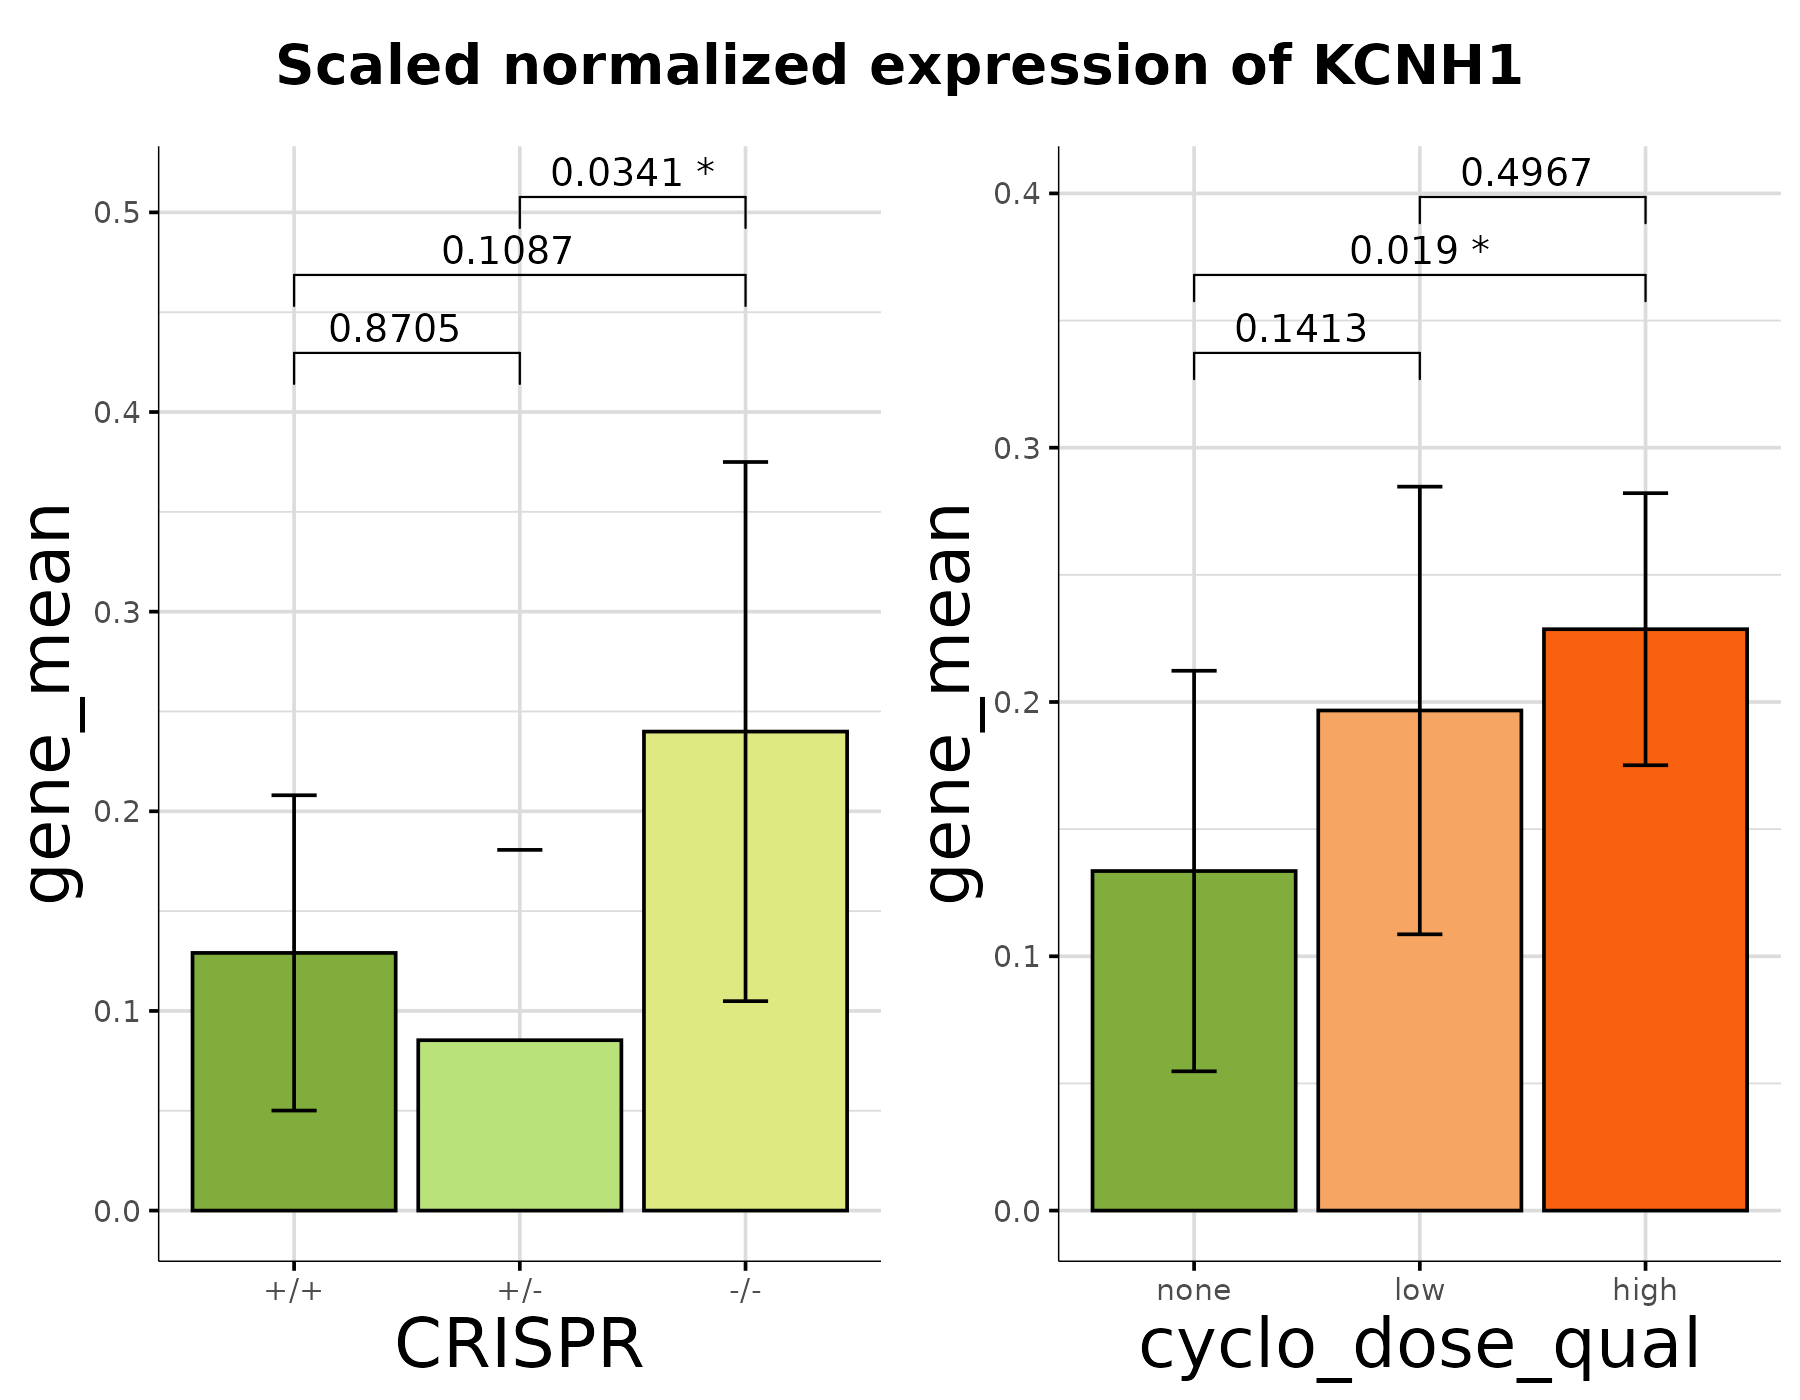 Scaled normalized expression of KCNH1
0.0341 *
0.1087
0.8705
0.5
0.4
0.3
0.2
0.1
0.0
gene_mean
+/+ +/- -/-
CRISPR
0.4967
0.019 *
0.1413
0.4
0.3
0.2
0.1
0.0
gene_mean
none low high
cyclo_dose_qual